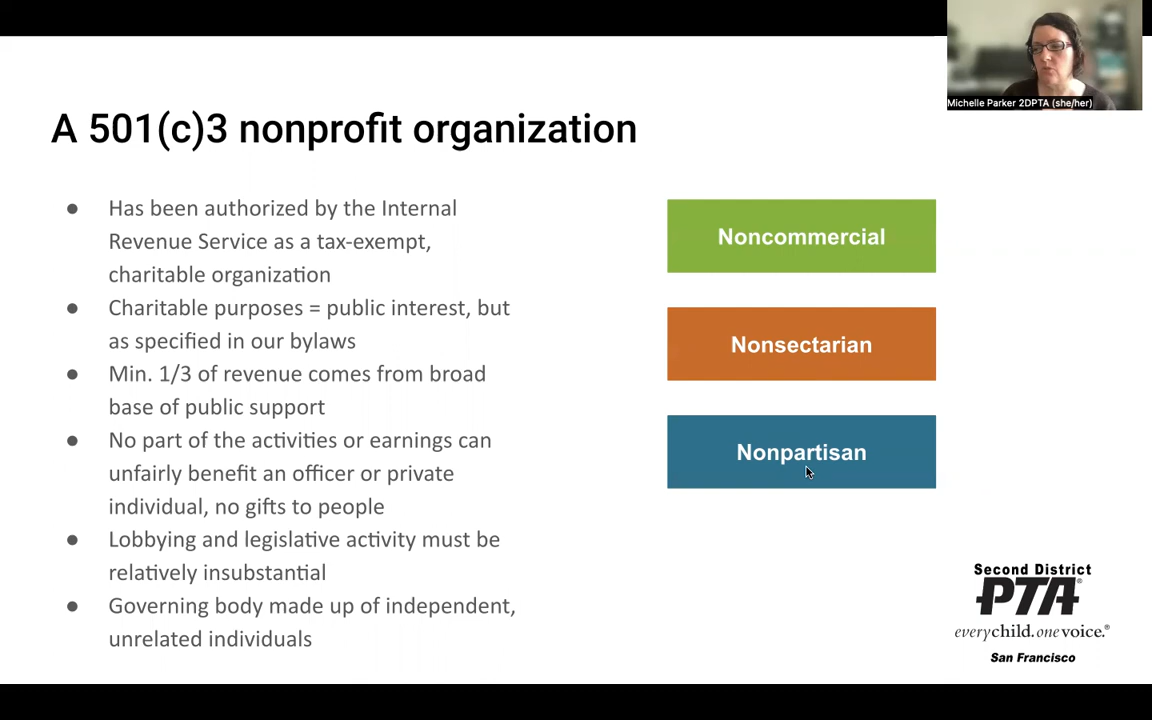 Michelle Parker 2DPTA (she/her)
A 501(c)3 nonprofit organization
● Has been authorized by the Internal
Revenue Service as a tax-exempt,
charitable organization
● Charitable purposes = public interest, but
as specified in our bylaws
● Min. 1/3 of revenue comes from broad
base of public support
● No part of the activities or earnings can
unfairly benefit an officer or private
individual, no gifts to people
● Lobbying and legislative activity must be
relatively insubstantial
● Governing body made up of independent,
unrelated individuals
Noncommercial
Nonsectarian
Nonpartisan
Second District
PTA®
everychild.onevoice.®
San Francisco